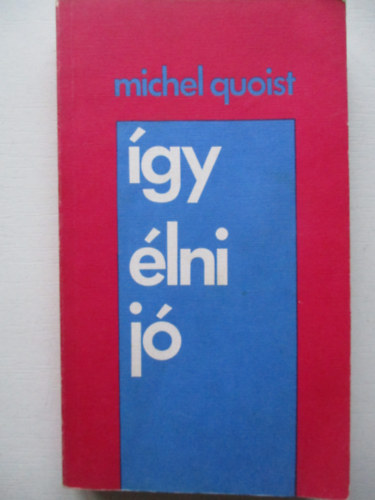 michel quoist
így
élni
jó